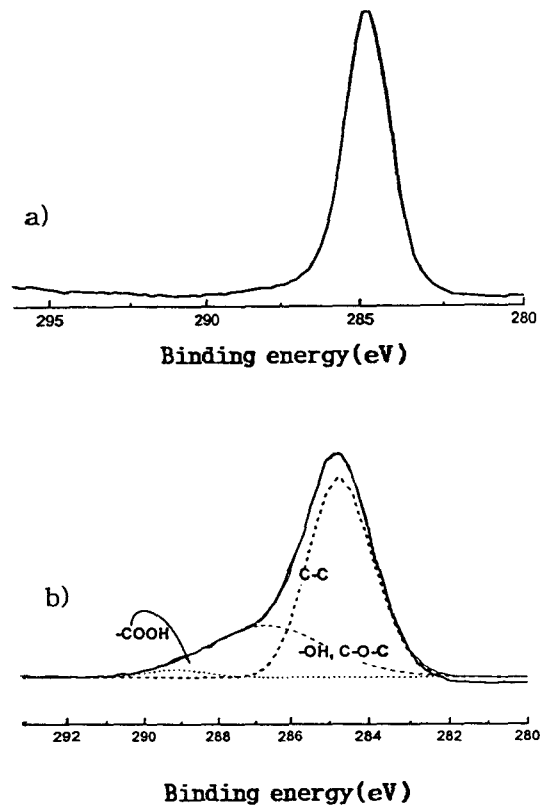 a)
295 290 285 280
Binding energy(eV)
C-C
b)
-COOH
-OH, C-O-C
292 290 288 286 284 282 280
Binding energy(eV)